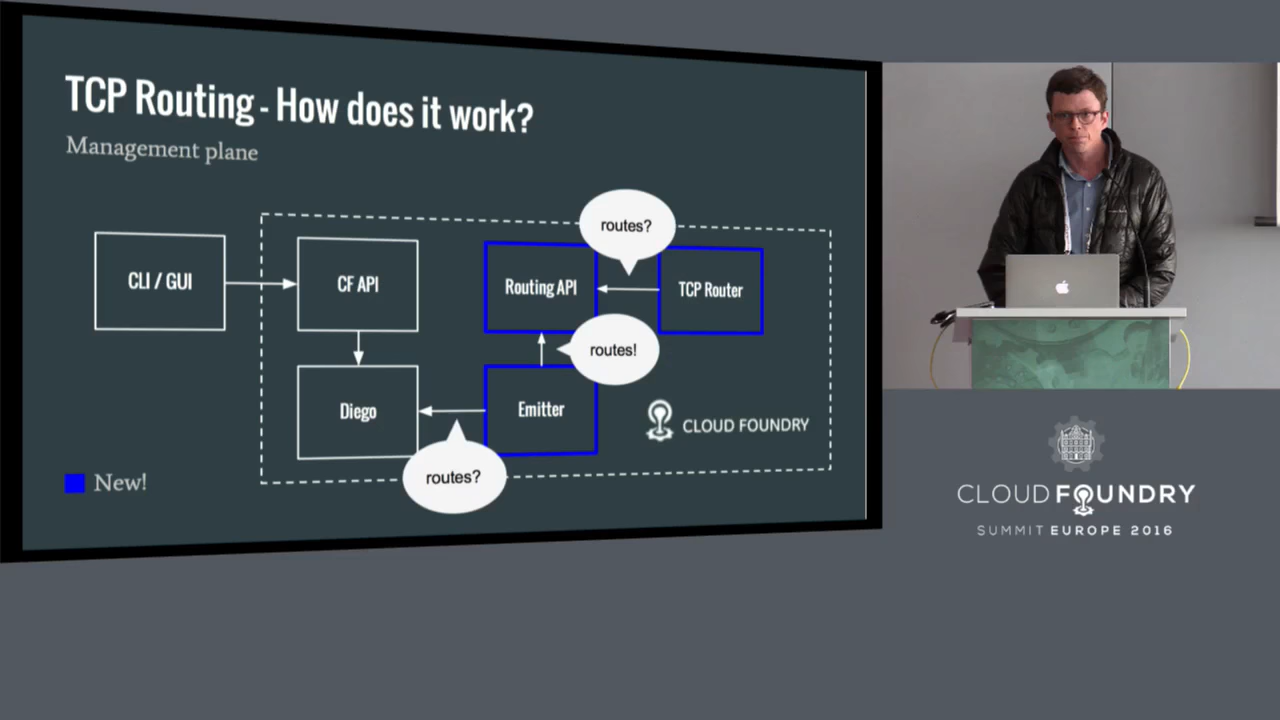 TCP Routing - How does it work?
Management plane
routes?
CLI / GUI
CF API
Routing API
TCP Router
routes!
Diego
Emitter
CLOUD FOUNDRY
routes?
New!
CLOUD FOUNDRY
SUMMIT EUROPE 2016